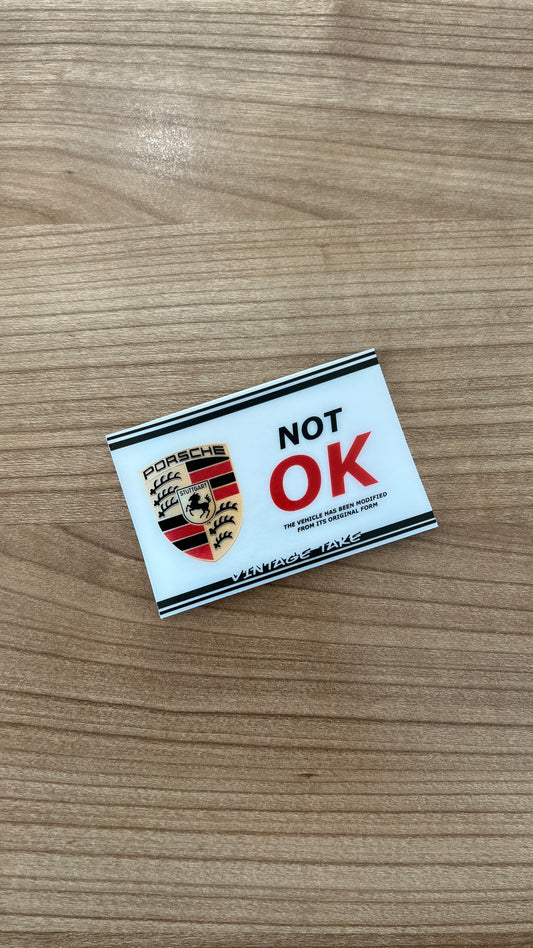 PORSCHE
STUTTGART
NOT
OK
THE VEHICLE HAS BEEN MODIFIED
FROM ITS ORIGINAL FORM
VINTAGE TAKE